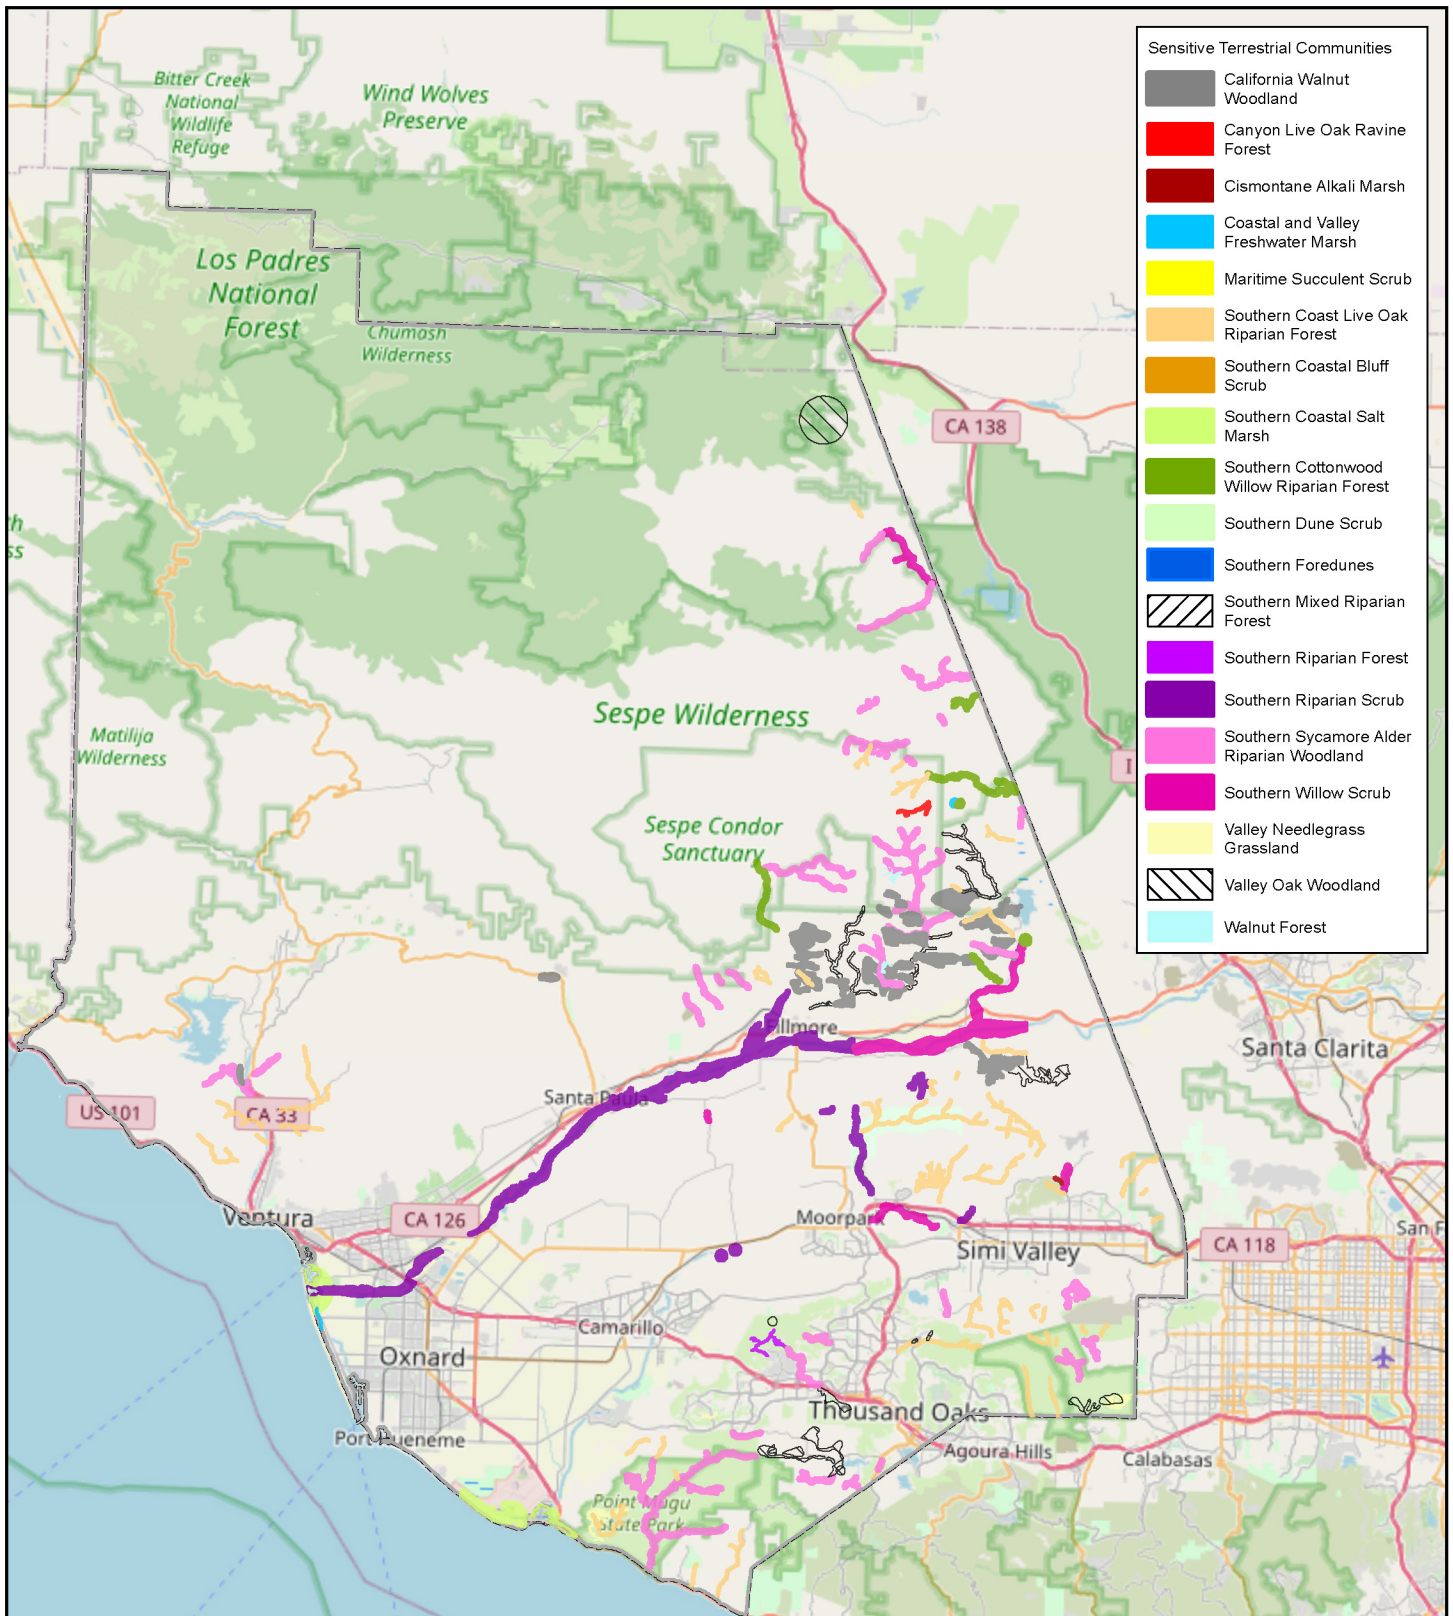 Sensitive Terrestrial Communities
California Walnut
Woodland
Canyon Live Oak Ravine
Forest
Cismontane Alkali Marsh
Coastal and Valley
Freshwater Marsh
Maritime Succulent Scrub
Southern Coast Live Oak
Riparian Forest
Southern Coastal Bluff
Scrub
Southern Coastal Salt
Marsh
Southern Cottonwood
Willow Riparian Forest
Southern Dune Scrub
Southern Foredunes
Southern Mixed Riparian
Forest
Southern Riparian Forest
Southern Riparian Scrub
Southern Sycamore Alder
Riparian Woodland
Southern Willow Scrub
Valley Needlegrass
Grassland
Valley Oak Woodland
Walnut Forest
Bitter Creek
National
Wildlife
Refuge
Wind Wolves
Preserve
Los Padres
National
Forest
Chumash
Wilderness
CA 138
th
ss
Sespe Wilderness
Matilija
Wilderness
I
Sespe Condor
Sanctuary
Fillmore
Santa Clarita
Santa Paula
US 101
CA 33
Ventura
CA 126
Moorpark
Simi Valley
CA 118
San F
Camarillo
Oxnard
Thousand Oaks
Port Hueneme
Agoura Hills
Calabasas
Point Mugu
State Park